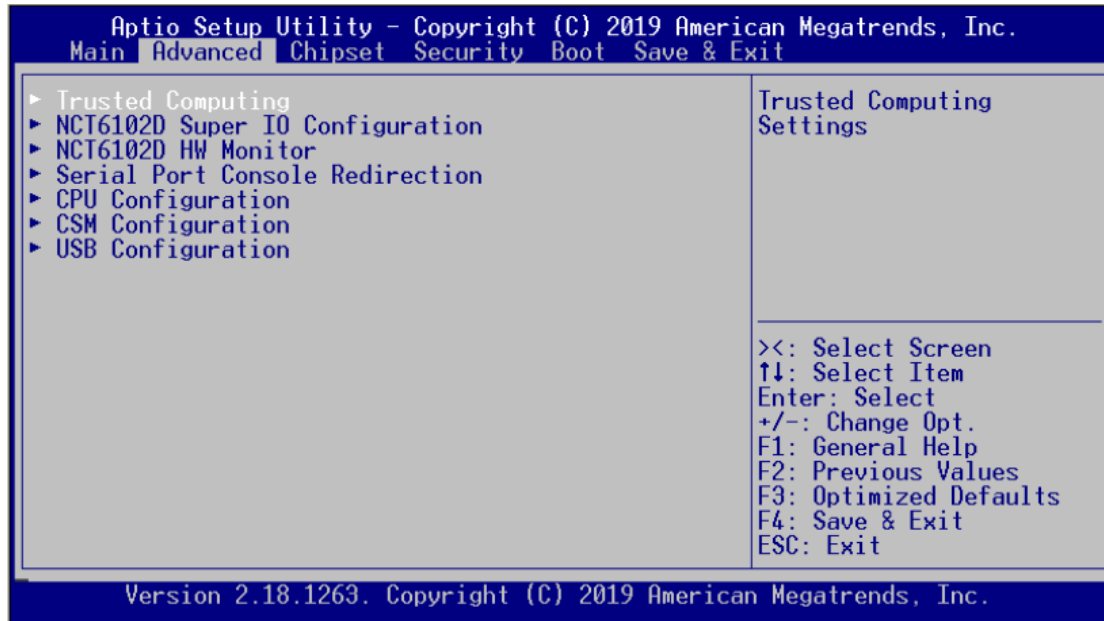 Aptio Setup Utility – Copyright (C) 2019 American Megatrends, Inc.
Main Advanced Chipset Security Boot Save & Exit
► Trusted Computing
► NCT6102D Super IO Configuration
► NCT6102D HW Monitor
► Serial Port Console Redirection
► CPU Configuration
► CSM Configuration
► USB Configuration
Trusted Computing
Settings
><: Select Screen
↑↓: Select Item
Enter: Select
+/-: Change Opt.
F1: General Help
F2: Previous Values
F3: Optimized Defaults
F4: Save & Exit
ESC: Exit
Version 2.18.1263. Copyright (C) 2019 American Megatrends, Inc.